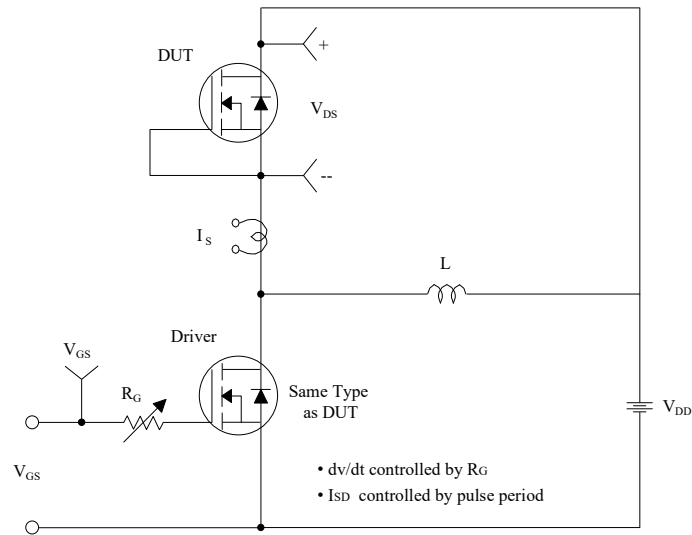 DUT
+
VDS
--
IS
L
Driver
VGS
RG
Same Type
as DUT
VDD
VGS
• dv/dt controlled by RG
• ISD controlled by pulse period